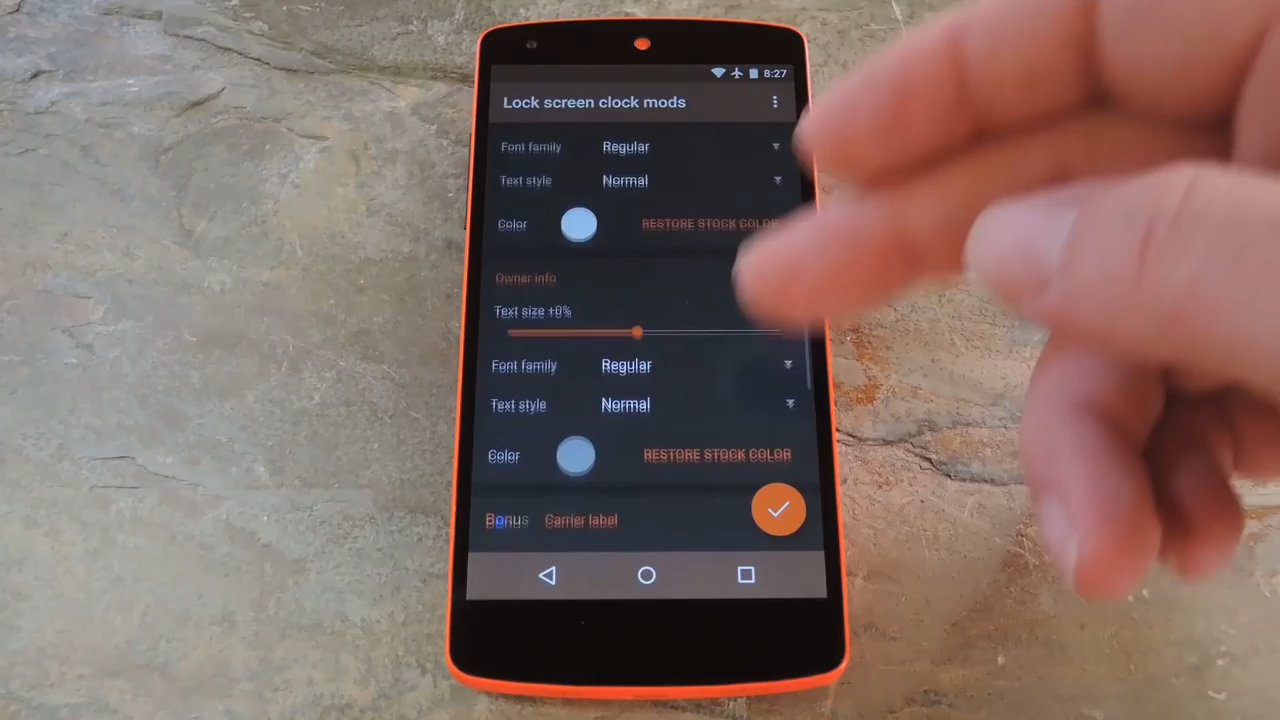 8:27
Lock screen clock mods
Font family Regular
Text style Normal
Color RESTORE STOCK COLOR
Owner info
Text size +0%
Font family Regular
Text style Normal
Color RESTORE STOCK COLOR
Bonus Carrier label